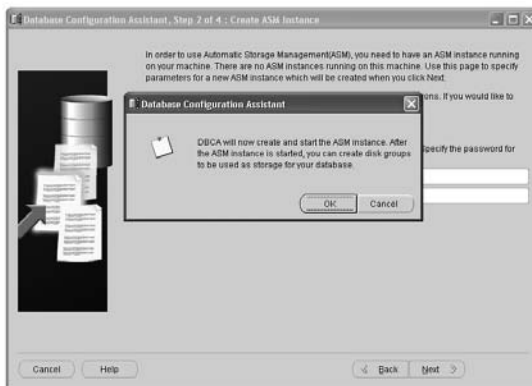 Database Configuration Assistant, Step 2 of 4 : Create ASM Instance
In order to use Automatic Storage Management(ASM), you need to have an ASM instance running
on your machine. There are no ASM instances running on this machine. Use this page to specify
parameters for a new ASM instance which will be created when you click Next.
ons. If you would like to
Database Configuration Assistant
DBCA will now create and start the ASM instance. After
the ASM instance is started, you can create disk groups
to be used as storage for your database.
Specify the password for
OK Cancel
Cancel Help Back Next